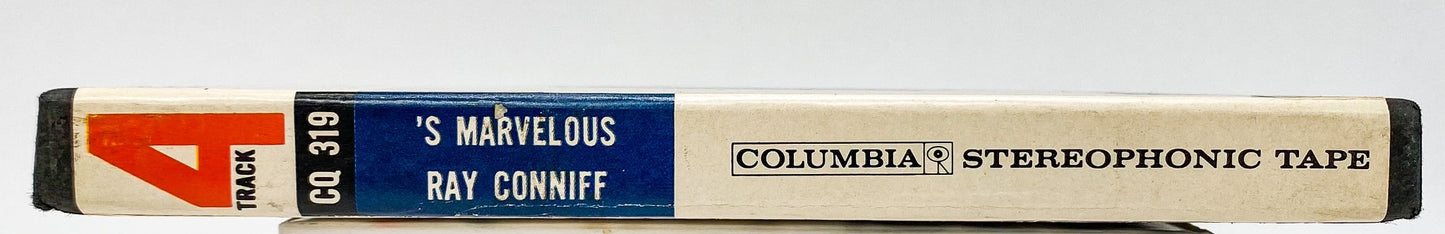 4
TRACK
CQ 319
'S MARVELOUS
RAY CONNIFF
COLUMBIA STEREOPHONIC TAPE